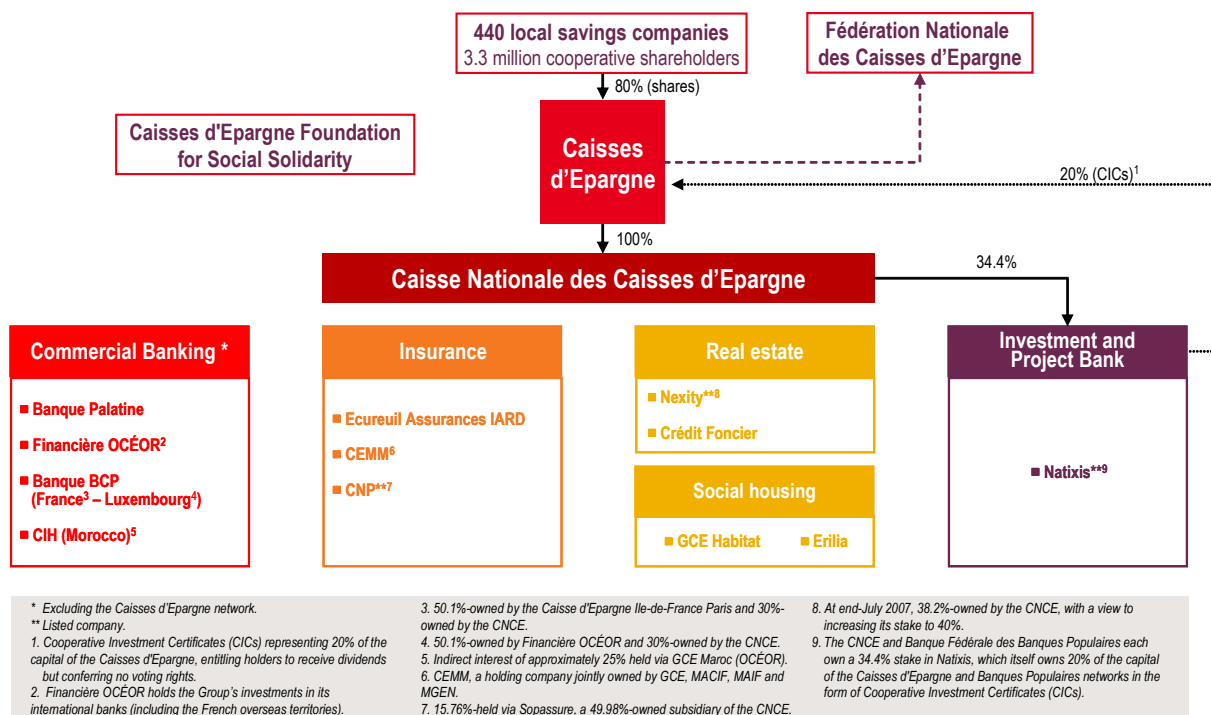 440 local savings companies
3.3 million cooperative shareholders
Fédération Nationale
des Caisses d’Epargne
80% (shares)
Caisses d'Epargne Foundation
for Social Solidarity
Caisses
d’Epargne
20% (CICs)¹
100%
Caisse Nationale des Caisses d’Epargne
34.4%
Commercial Banking *
■ Banque Palatine
■ Financière OCÉOR²
■ Banque BCP
(France³ – Luxembourg⁴)
■ CIH (Morocco)⁵
Insurance
■ Ecureuil Assurances IARD
■ CEMM⁶
■ CNP**⁷
Real estate
■ Nexity**⁸
■ Crédit Foncier
Social housing
■ GCE Habitat ■ Erilia
Investment and
Project Bank
■ Natixis**⁹
* Excluding the Caisses d’Epargne network.
** Listed company.
1. Cooperative Investment Certificates (CICs) representing 20% of the
capital of the Caisses d'Epargne, entitling holders to receive dividends
but conferring no voting rights.
2. Financière OCÉOR holds the Group’s investments in its
international banks (including the French overseas territories).
3. 50.1%-owned by the Caisse d'Epargne Ile-de-France Paris and 30%-
owned by the CNCE.
4. 50.1%-owned by Financière OCÉOR and 30%-owned by the CNCE.
5. Indirect interest of approximately 25% held via GCE Maroc (OCÉOR).
6. CEMM, a holding company jointly owned by GCE, MACIF, MAIF and
MGEN.
7. 15.76%-held via Sopassure, a 49.98%-owned subsidiary of the CNCE.
8. At end-July 2007, 38.2%-owned by the CNCE, with a view to
increasing its stake to 40%.
9. The CNCE and Banque Fédérale des Banques Populaires each
own a 34.4% stake in Natixis, which itself owns 20% of the capital
of the Caisses d'Epargne and Banques Populaires networks in the
form of Cooperative Investment Certificates (CICs).